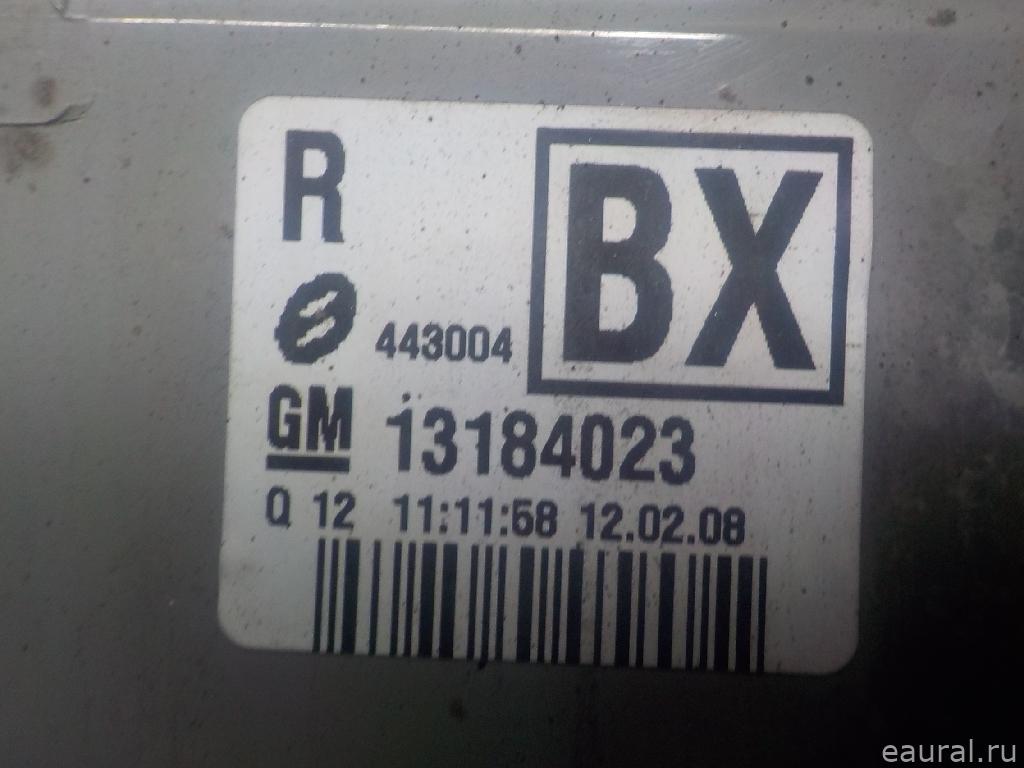 R
BX
443004
GM 13184023
Q 12 11:11:58 12.02.08
eaural.ru